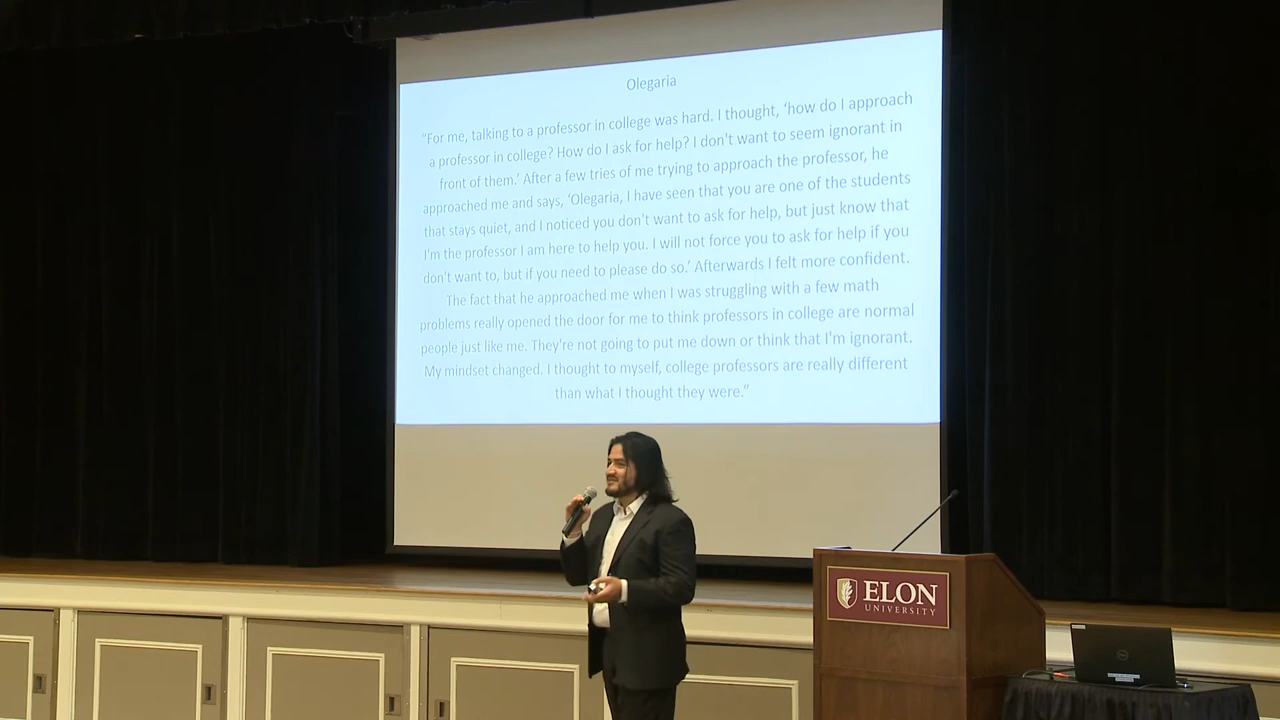 Olegaria
“For me, talking to a professor in college was hard. I thought, ‘how do I approach
a professor in college? How do I ask for help? I don't want to seem ignorant in
front of them.’ After a few tries of me trying to approach the professor, he
approached me and says, ‘Olegaria, I have seen that you are one of the students
that stays quiet, and I noticed you don't want to ask for help, but just know that
I'm the professor I am here to help you. I will not force you to ask for help if you
don't want to, but if you need to please do so.’ Afterwards I felt more confident.
The fact that he approached me when I was struggling with a few math
problems really opened the door for me to think professors in college are normal
people just like me. They're not going to put me down or think that I'm ignorant.
My mindset changed. I thought to myself, college professors are really different
than what I thought they were.”
ELON
UNIVERSITY
DELL